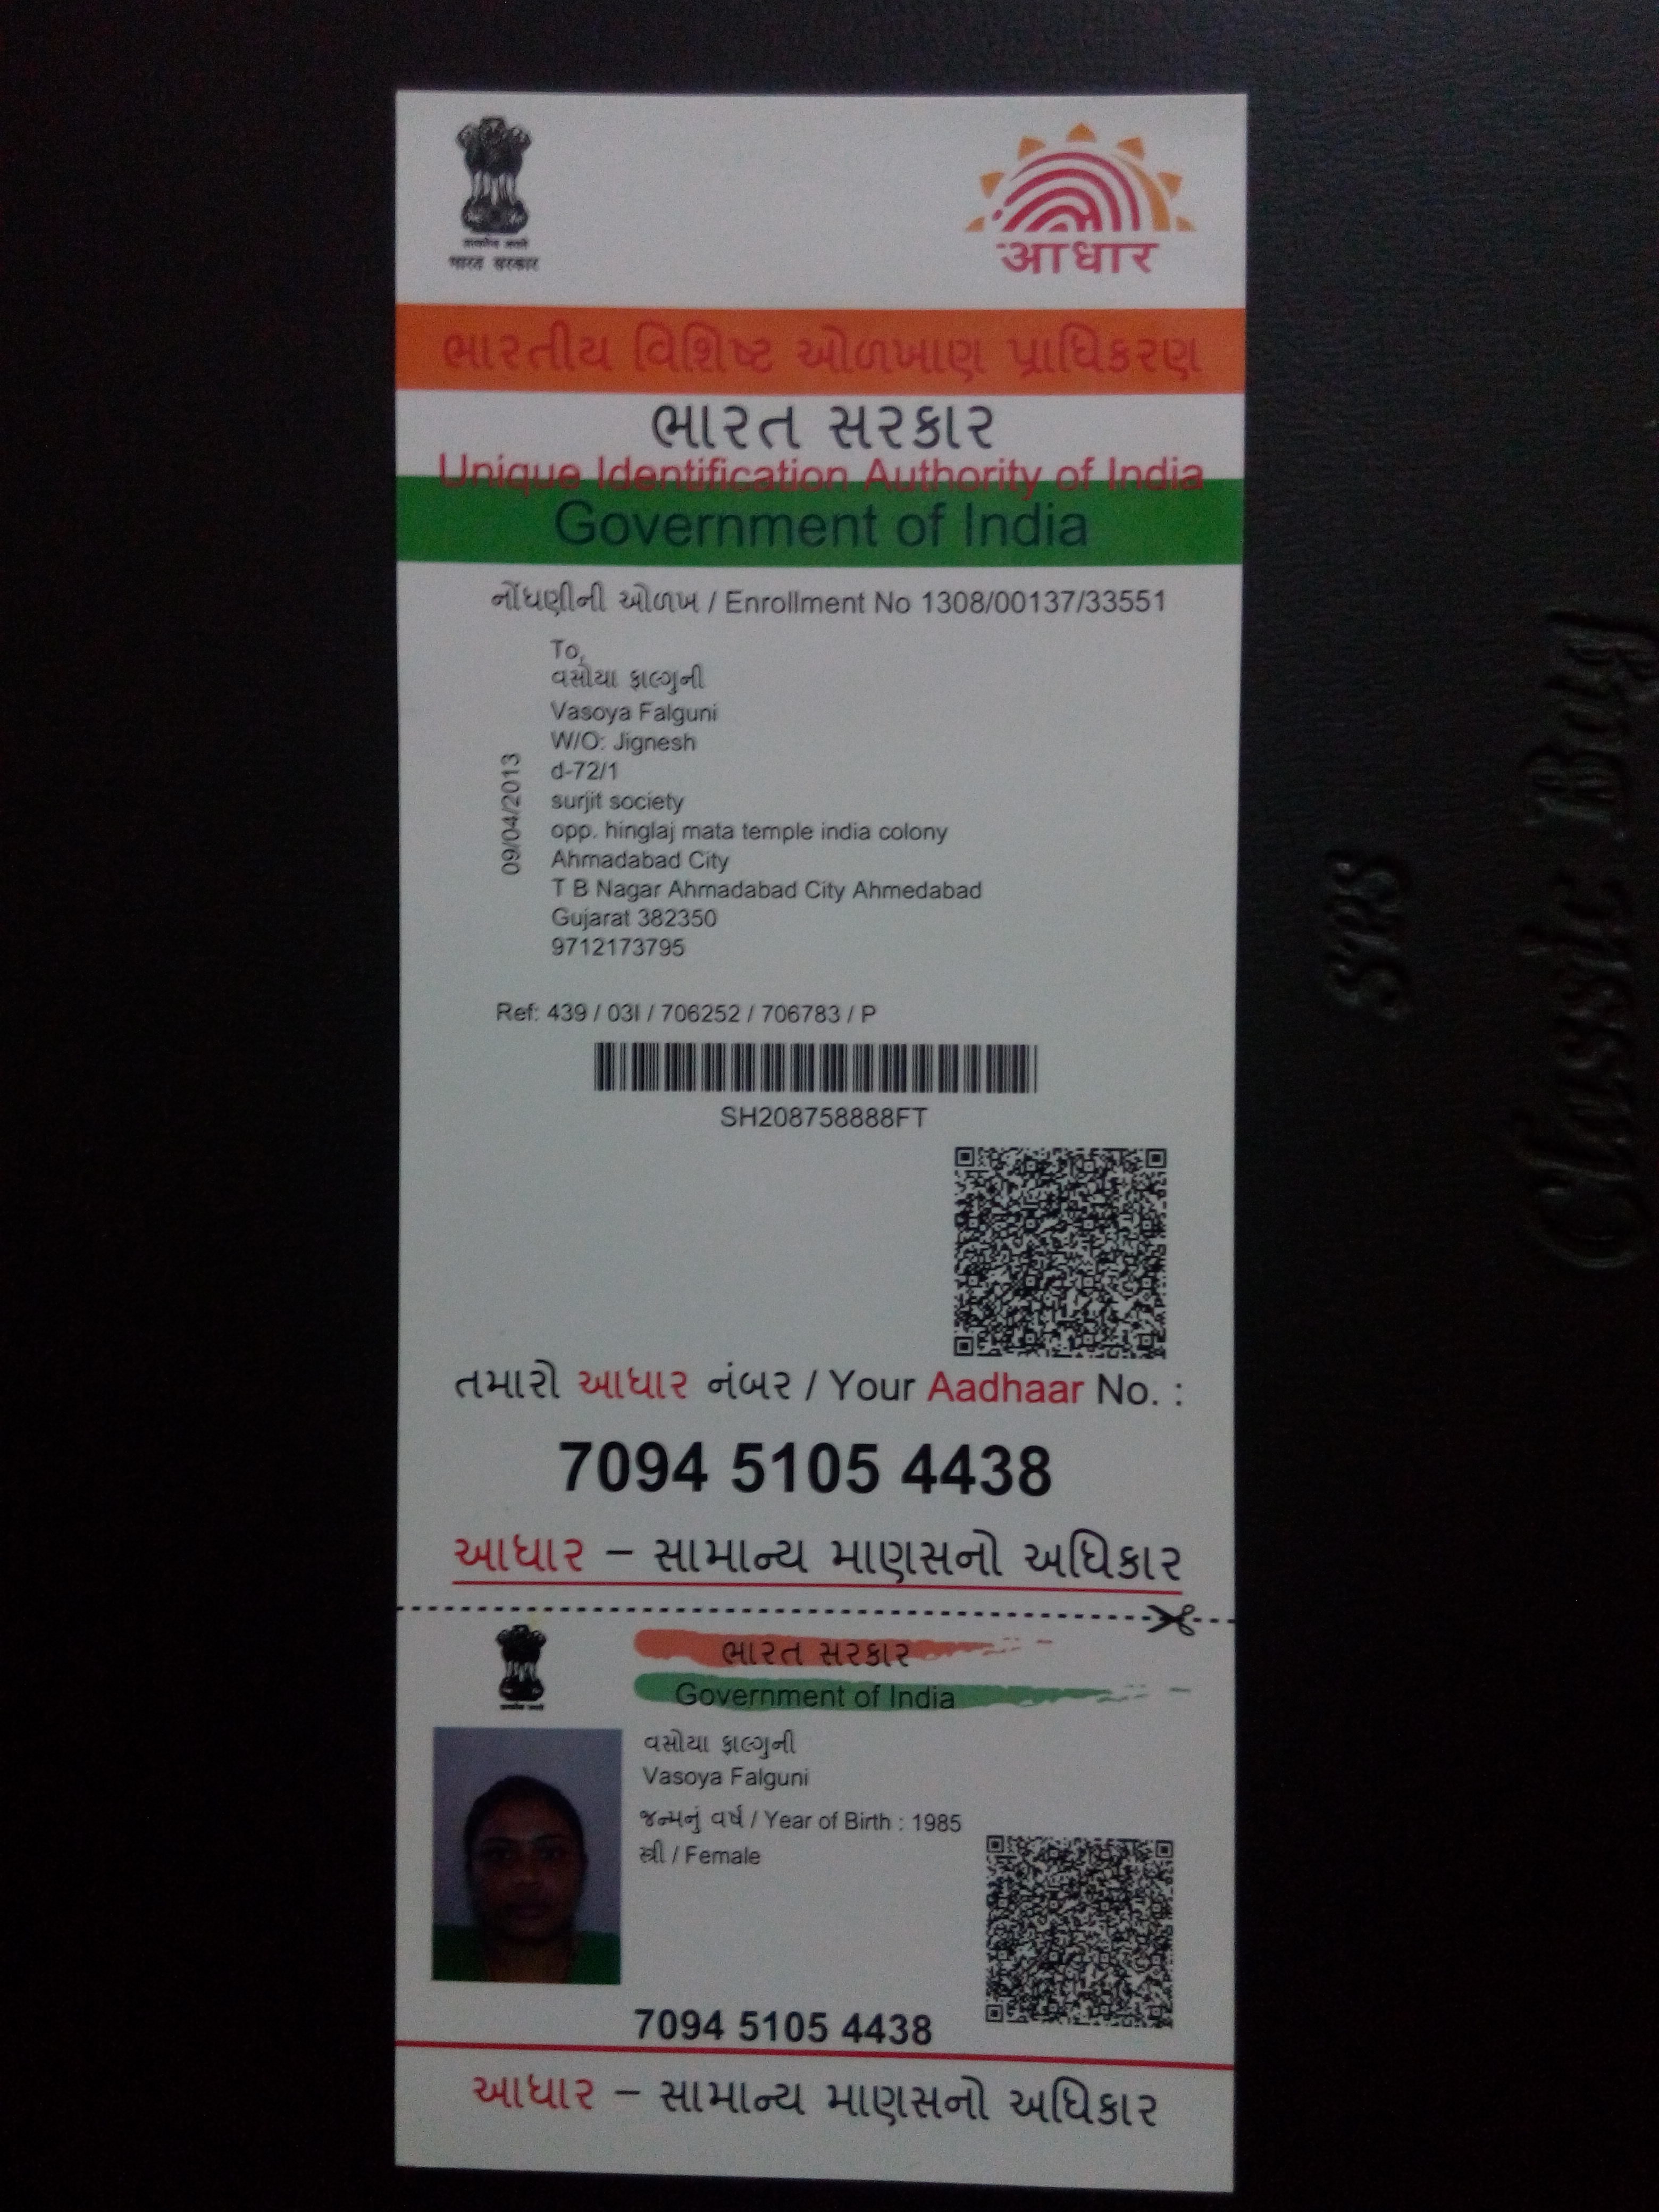 भारत सरकार
आधार
ભારતીય વિશિષ્ટ ઓળખાણ પ્રાધિકરણ
ભારત સરકાર
Unique Identification Authority of India
Government of India
નોંધણીની ઓળખ / Enrollment No 1308/00137/33551
To,
વસોયા ફાલ્ગુની
Vasoya Falguni
W/O: Jignesh
d-72/1
surjit society
opp. hinglaj mata temple india colony
Ahmadabad City
T B Nagar Ahmadabad City Ahmedabad
Gujarat 382350
9712173795
09/04/2013
Ref: 439 / 03I / 706252 / 706783 / P
SH208758888FT
તમારો આધાર નંબર / Your Aadhaar No. :
7094 5105 4438
આધાર – સામાન્ય માણસનો અધિકાર
ભારત સરકાર
Government of India
વસોયા ફાલ્ગુની
Vasoya Falguni
જન્મનું વર્ષ / Year of Birth : 1985
સ્ત્રી / Female
7094 5105 4438
આધાર – સામાન્ય માણસનો અધિકાર
SRS
Classic Bag